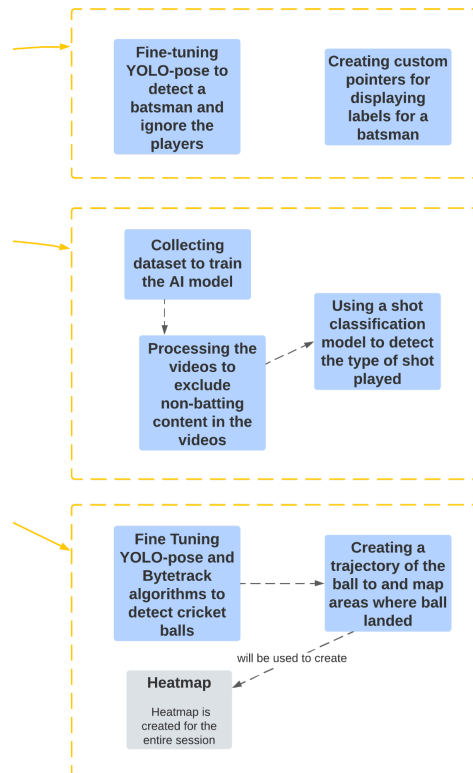 Fine-tuning
YOLO-pose to
detect a
batsman and
ignore the
players
Creating custom
pointers for
displaying
labels for a
batsman
Collecting
dataset to train
the AI model
Processing the
videos to
exclude
non-batting
content in the
videos
Using a shot
classification
model to detect
the type of shot
played
Fine Tuning
YOLO-pose and
Bytetrack
algorithms to
detect cricket
balls
Creating a
trajectory of the
ball to and map
areas where ball
landed
will be used to create
Heatmap
Heatmap is
created for the
entire session